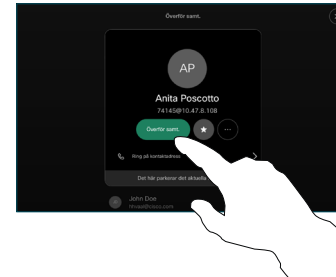 Överför samt.
AP
Anita Poscotto
74145@10.47.8.108
Överför samt.
Ring på kontaktadress
Det här parkerar det aktuella
John Doe